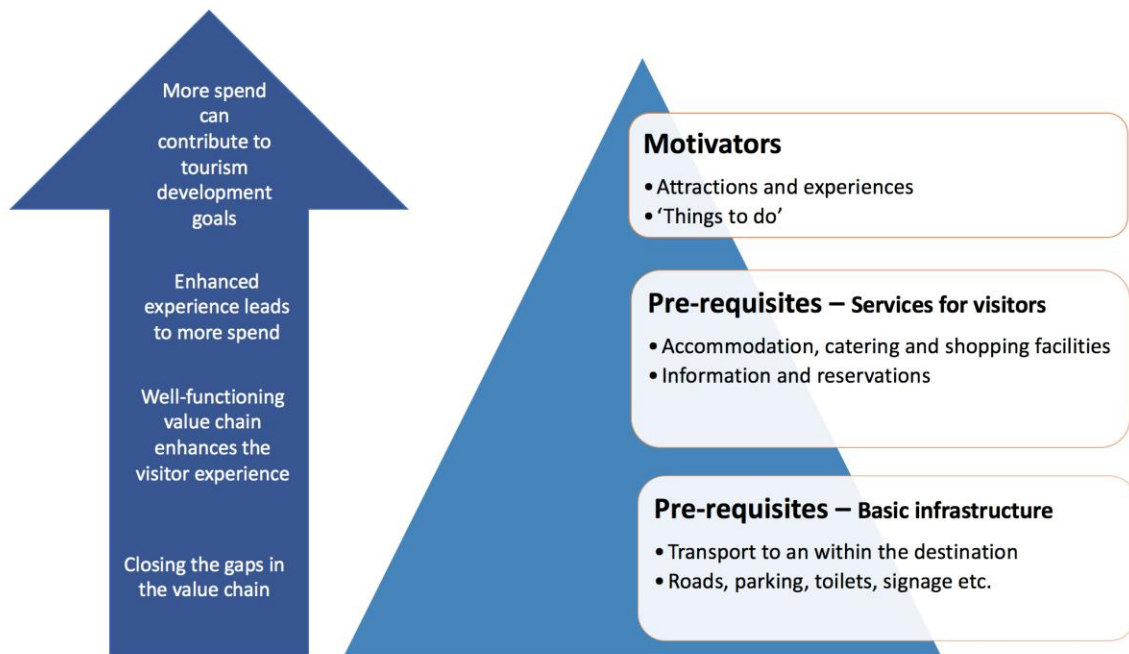 More spend
can
contribute to
tourism
development
goals
Enhanced
experience leads
to more spend
Well-functioning
value chain
enhances the
visitor experience
Closing the gaps in
the value chain
Motivators
• Attractions and experiences
• ‘Things to do’
Pre-requisites – Services for visitors
• Accommodation, catering and shopping facilities
• Information and reservations
Pre-requisites – Basic infrastructure
• Transport to an within the destination
• Roads, parking, toilets, signage etc.